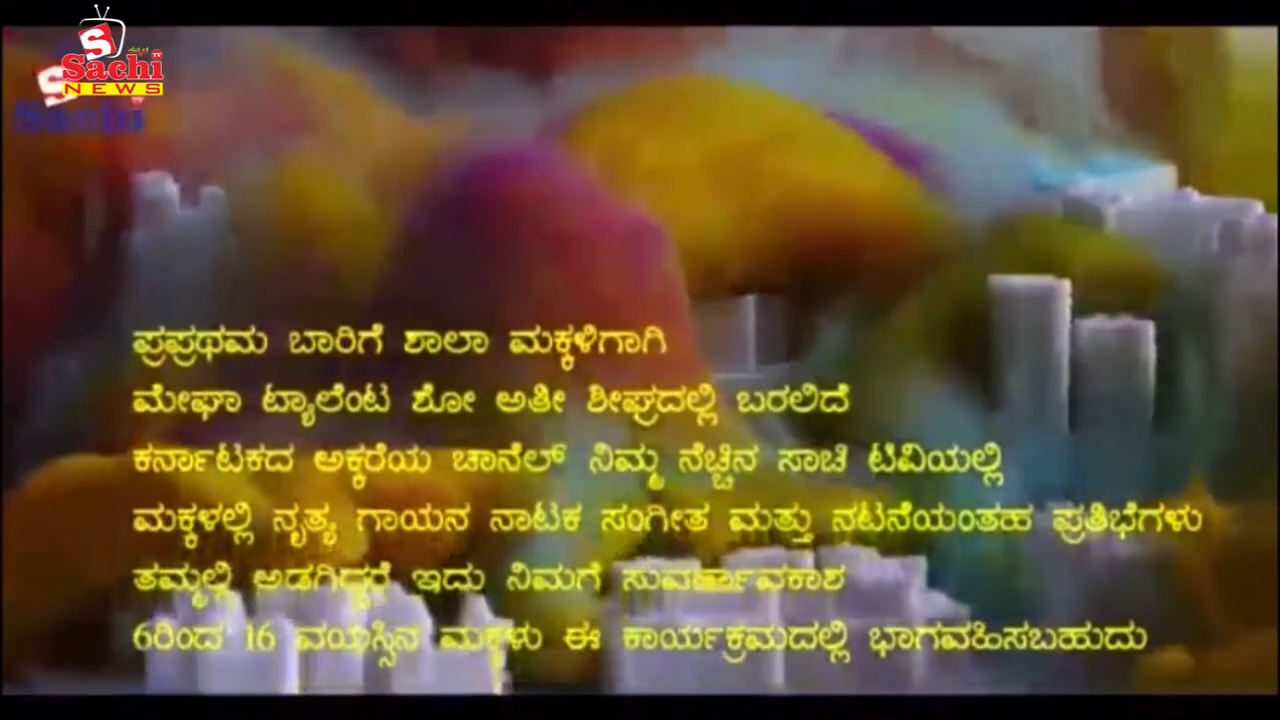 Sachi
TV
NEWS
Sachi
ಪ್ರಪ್ರಥಮ ಬಾರಿಗೆ ಶಾಲಾ ಮಕ್ಕಳಿಗಾಗಿ
ಮೇಘಾ ಟ್ಯಾಲೆಂಟ ಶೋ ಅತೀ ಶೀಘ್ರದಲ್ಲಿ ಬರಲಿದೆ
ಕರ್ನಾಟಕದ ಅಕ್ಕರೆಯ ಚಾನೆಲ್ ನಿಮ್ಮ ನೆಚ್ಚಿನ ಸಾಚಿ ಟಿವಿಯಲ್ಲಿ
ಮಕ್ಕಳಲ್ಲಿ ನೃತ್ಯ ಗಾಯನ ನಾಟಕ ಸಂಗೀತ ಮತ್ತು ನಟನೆಯಂತಹ ಪ್ರತಿಭೆಗಳು
ತಮ್ಮಲ್ಲಿ ಅಡಗಿದ್ದರೆ ಇದು ನಿಮಗೆ ಸುವರ್ಣಾವಕಾಶ
6ರಿಂದ 16 ವಯಸ್ಸಿನ ಮಕ್ಕಳು ಈ ಕಾರ್ಯಕ್ರಮದಲ್ಲಿ ಭಾಗವಹಿಸಬಹುದು